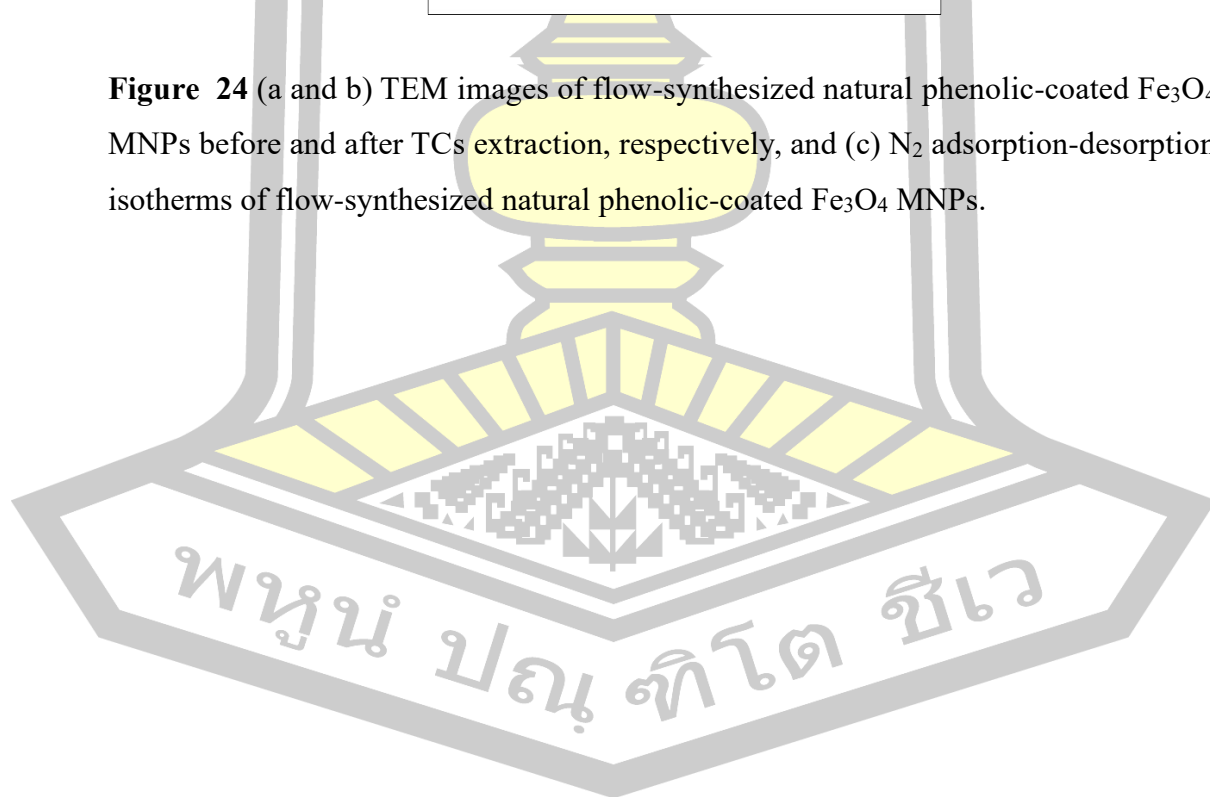 Figure 24 (a and b) TEM images of flow-synthesized natural phenolic-coated Fe₃O₄
MNPs before and after TCs extraction, respectively, and (c) N₂ adsorption-desorption
isotherms of flow-synthesized natural phenolic-coated Fe₃O₄ MNPs.
พหูนํ ปณฺฑิโต ชีเว